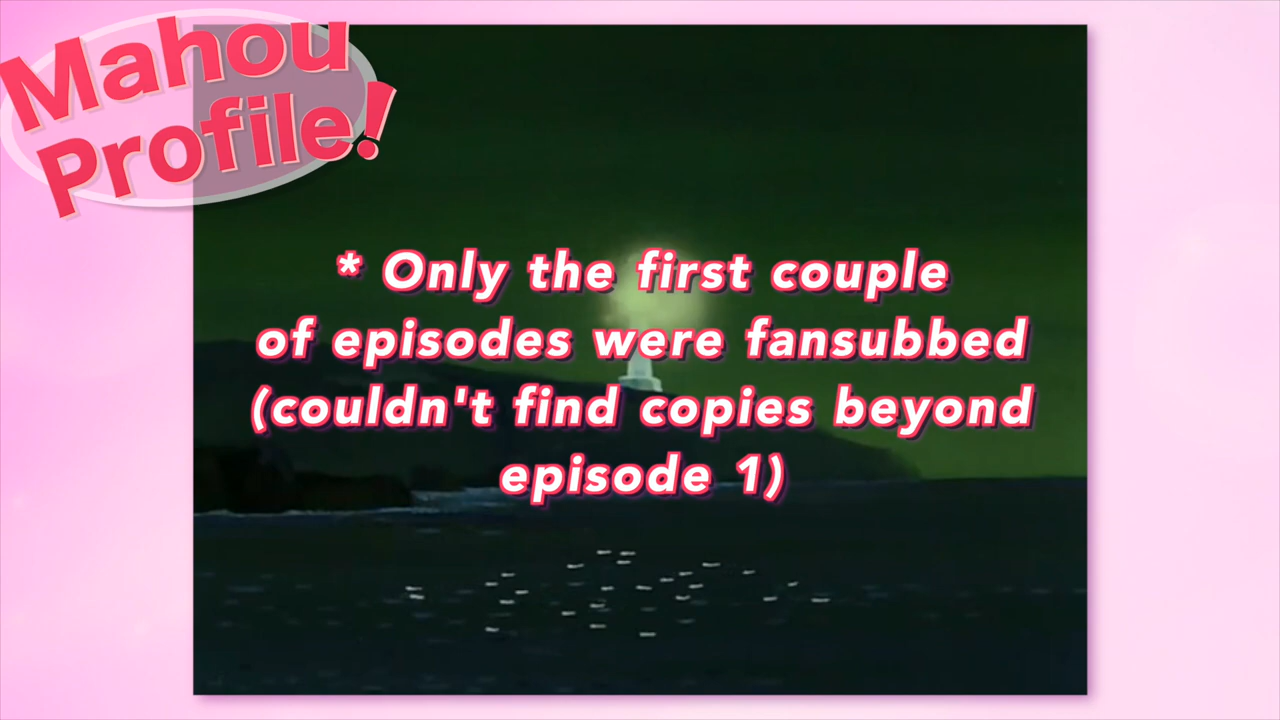 Mahou
Profile!
* Only the first couple
of episodes were fansubbed
(couldn't find copies beyond
episode 1)